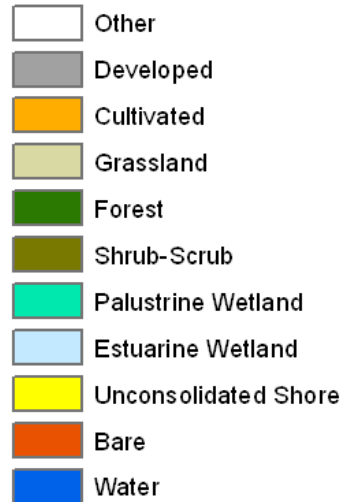 Other
Developed
Cultivated
Grassland
Forest
Shrub-Scrub
Palustrine Wetland
Estuarine Wetland
Unconsolidated Shore
Bare
Water